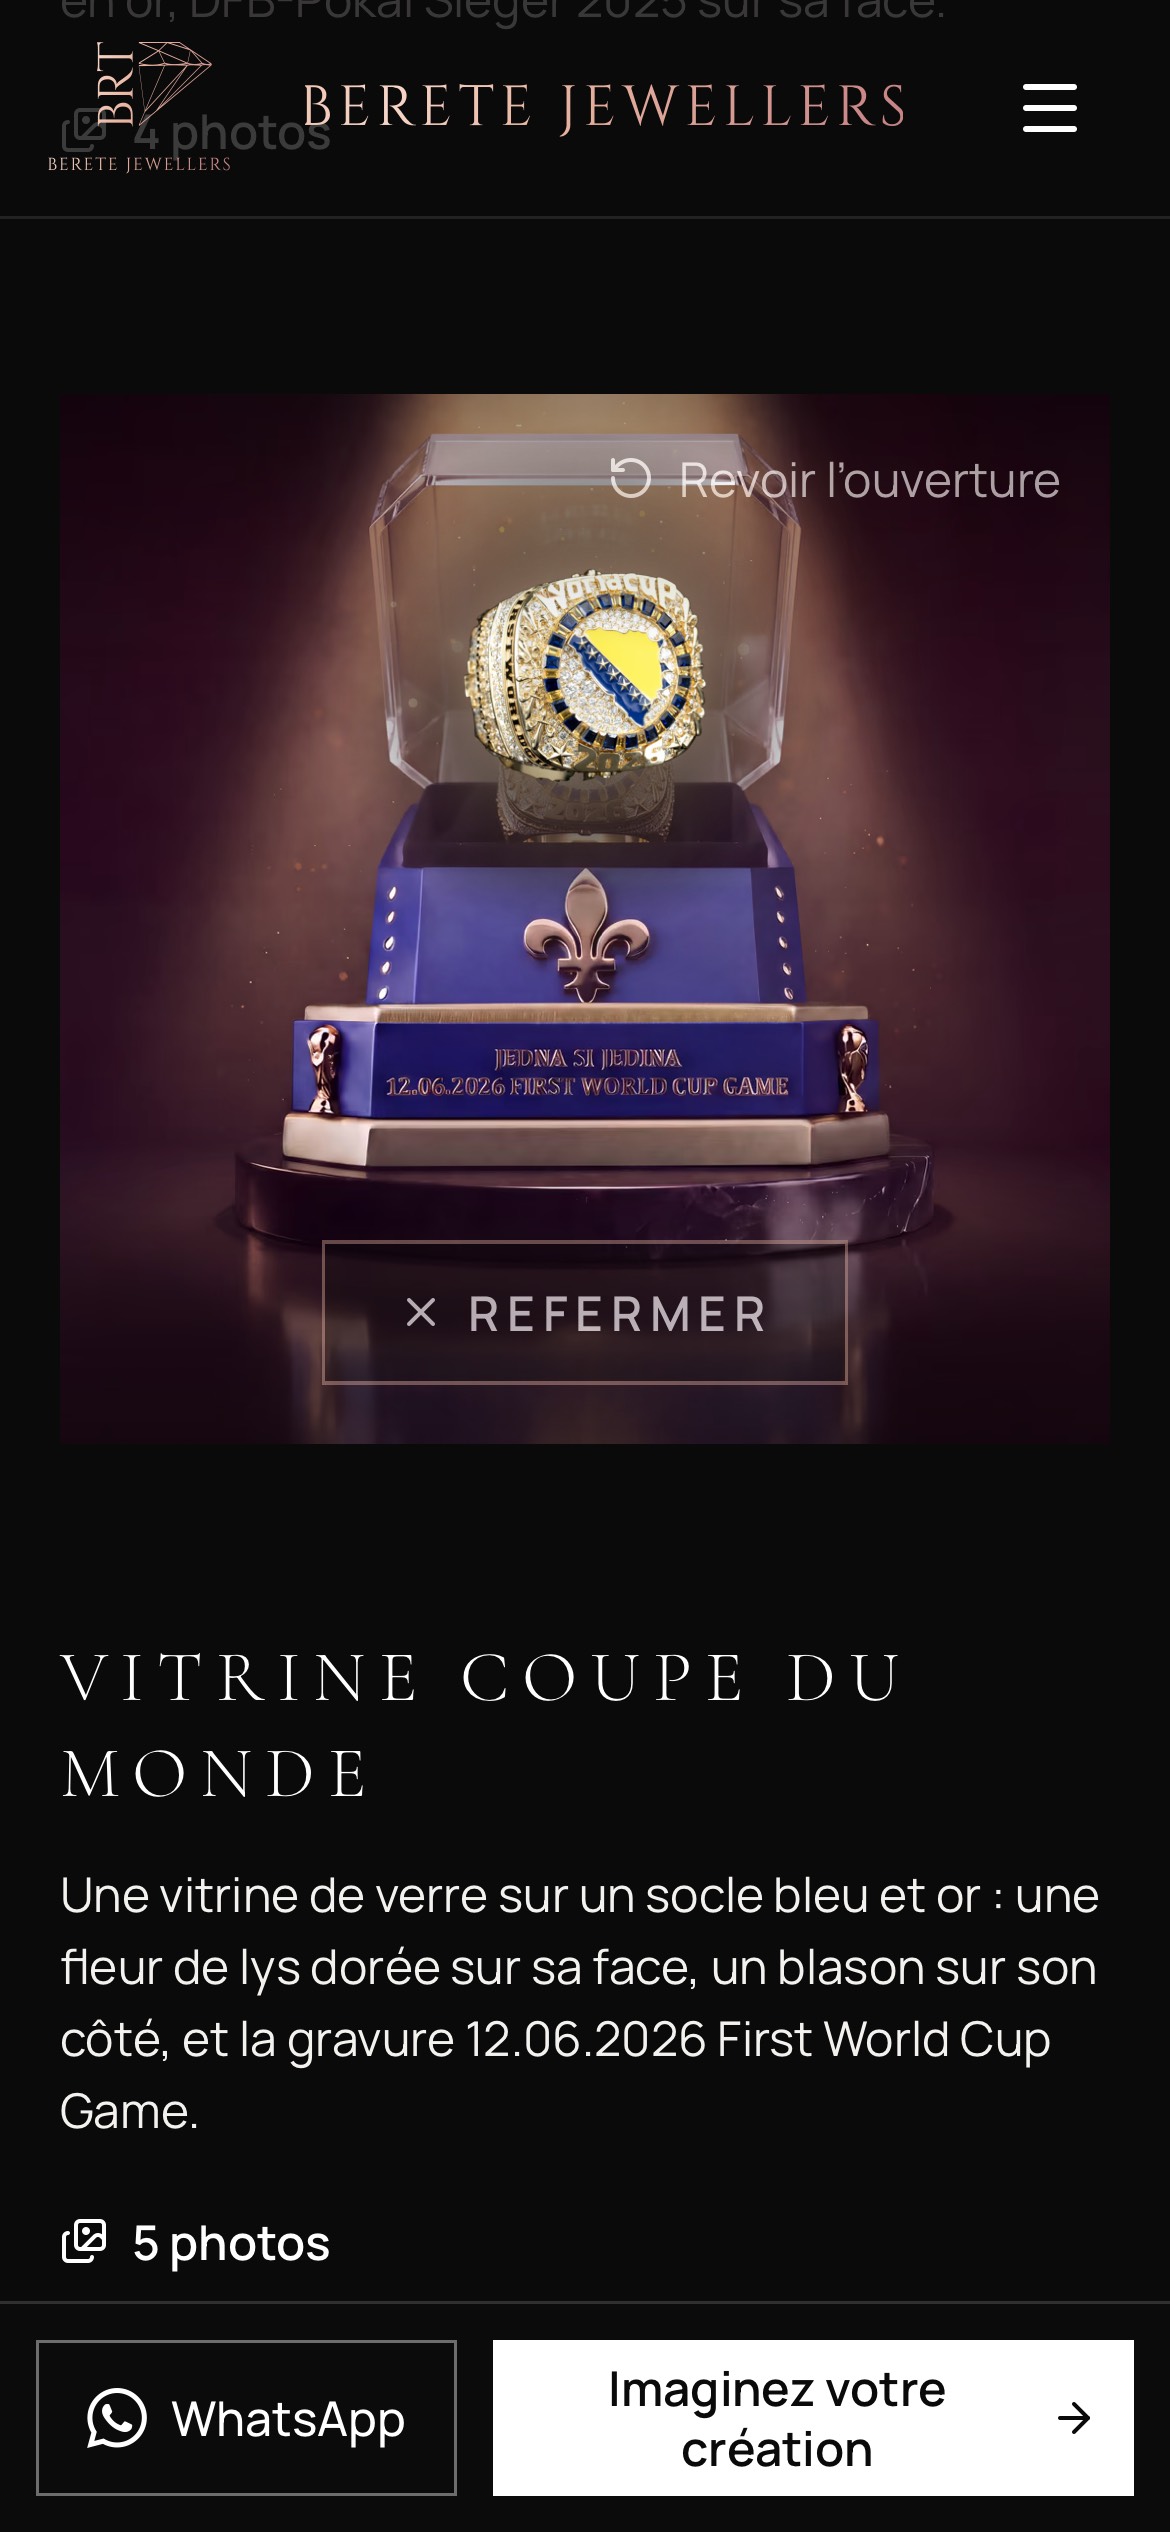 en or, DFB-Pokal Sieger 2025 sur sa face.
BRT
BERETE JEWELLERS
BERETE JEWELLERS
4 photos
Revoir l’ouverture
WorldCup
2026
JEDNA SI JEDINA
12.06.2026 FIRST WORLD CUP GAME
REFERMER
VITRINE COUPE DU
MONDE
Une vitrine de verre sur un socle bleu et or : une
fleur de lys dorée sur sa face, un blason sur son
côté, et la gravure 12.06.2026 First World Cup
Game.
5 photos
WhatsApp
Imaginez votre
création